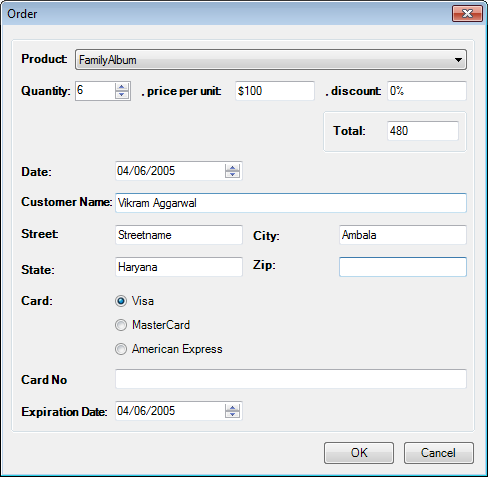 Order
Product: FamilyAlbum
Quantity: 6 , price per unit: $100 , discount: 0%
Total: 480
Date: 04/06/2005
Customer Name: Vikram Aggarwal
Street: Streetname City: Ambala
State: Haryana Zip:
Card: Visa
MasterCard
American Express
Card No
Expiration Date: 04/06/2005
OK Cancel